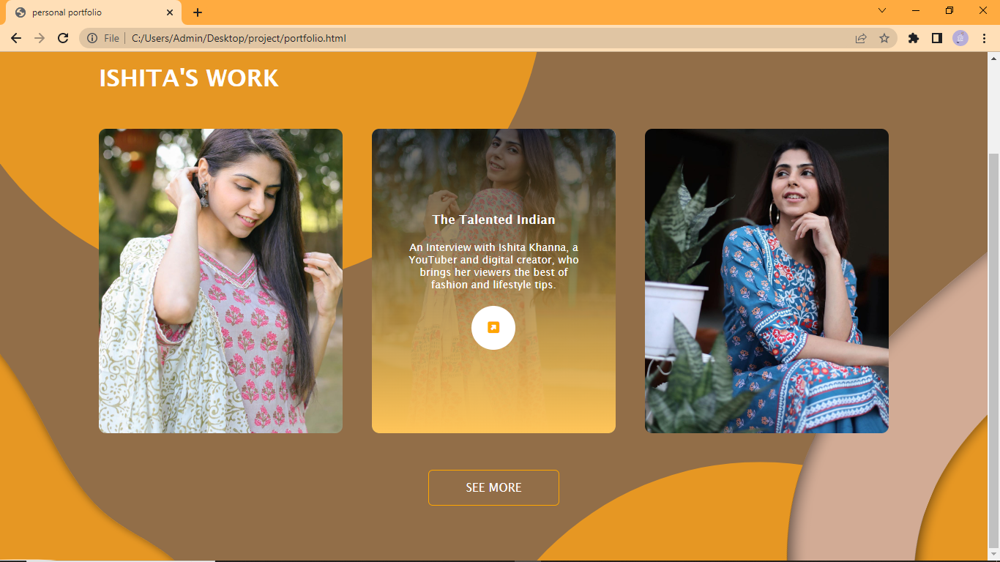 personal portfolio
File
C:/Users/Admin/Desktop/project/portfolio.html
ISHITA'S WORK
The Talented Indian
An Interview with Ishita Khanna, a
YouTuber and digital creator, who
brings her viewers the best of
fashion and lifestyle tips.
SEE MORE